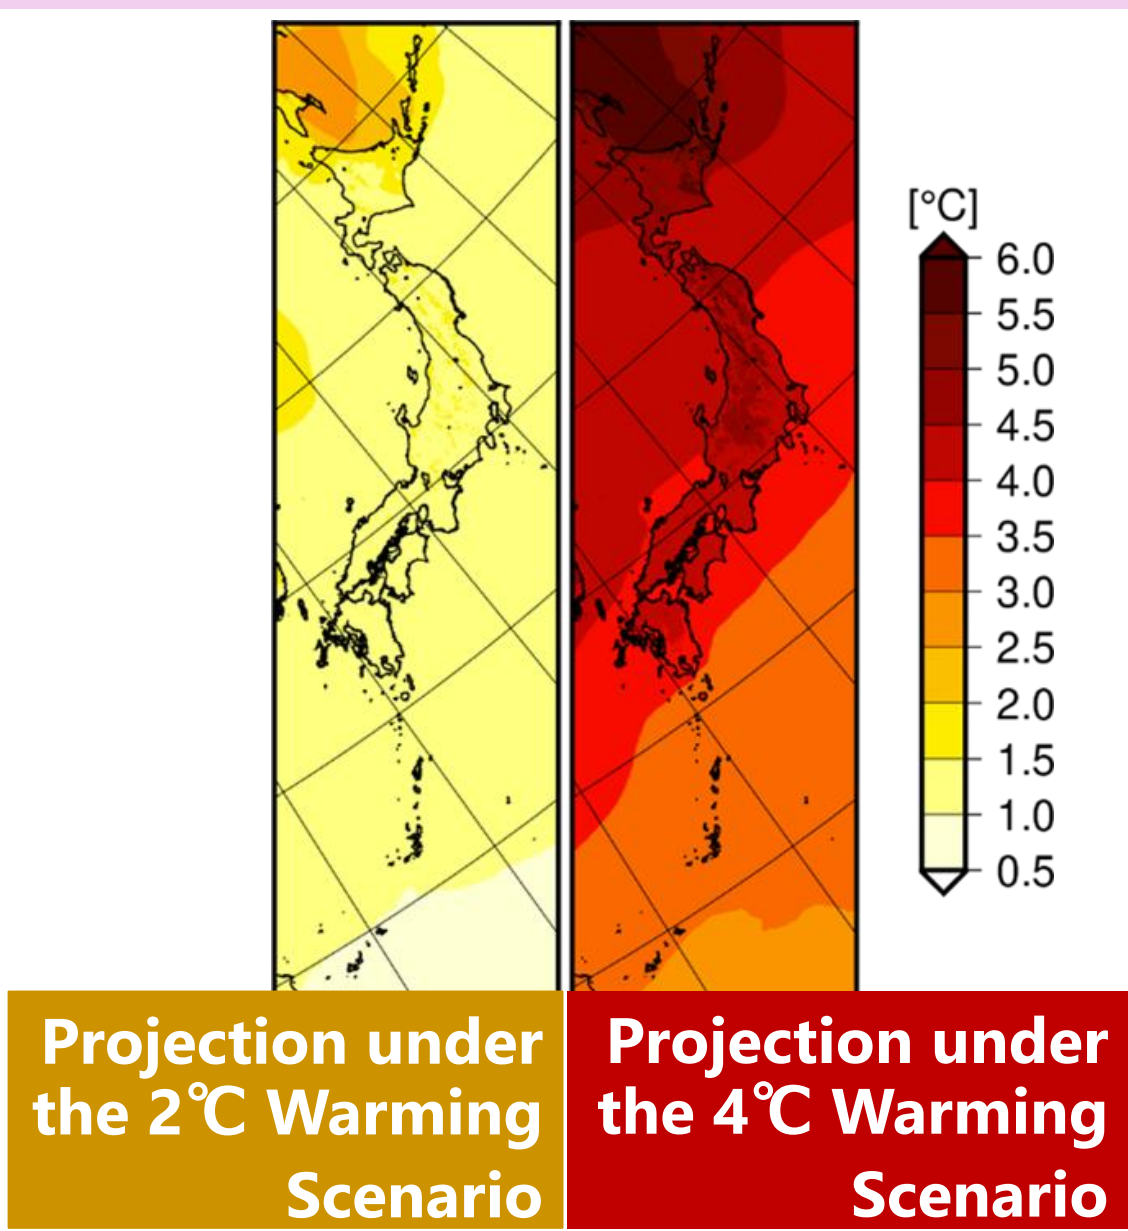 [°C]
6.0
5.5
5.0
4.5
4.0
3.5
3.0
2.5
2.0
1.5
1.0
0.5
Projection under
the 2℃ Warming
Scenario
Projection under
the 4℃ Warming
Scenario